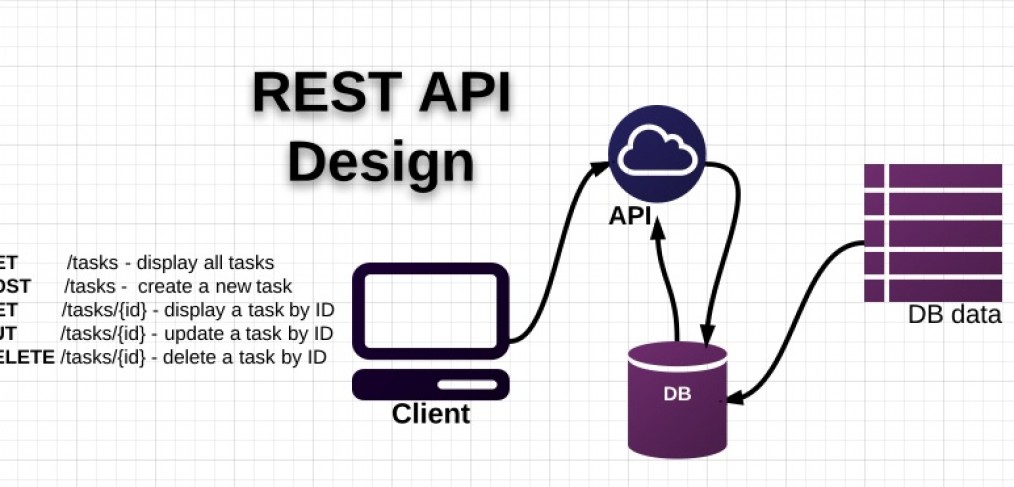 REST API
Design
API
ET /tasks - display all tasks
OST /tasks - create a new task
ET /tasks/{id} - display a task by ID
UT /tasks/{id} - update a task by ID
ELETE /tasks/{id} - delete a task by ID
DB data
DB
Client